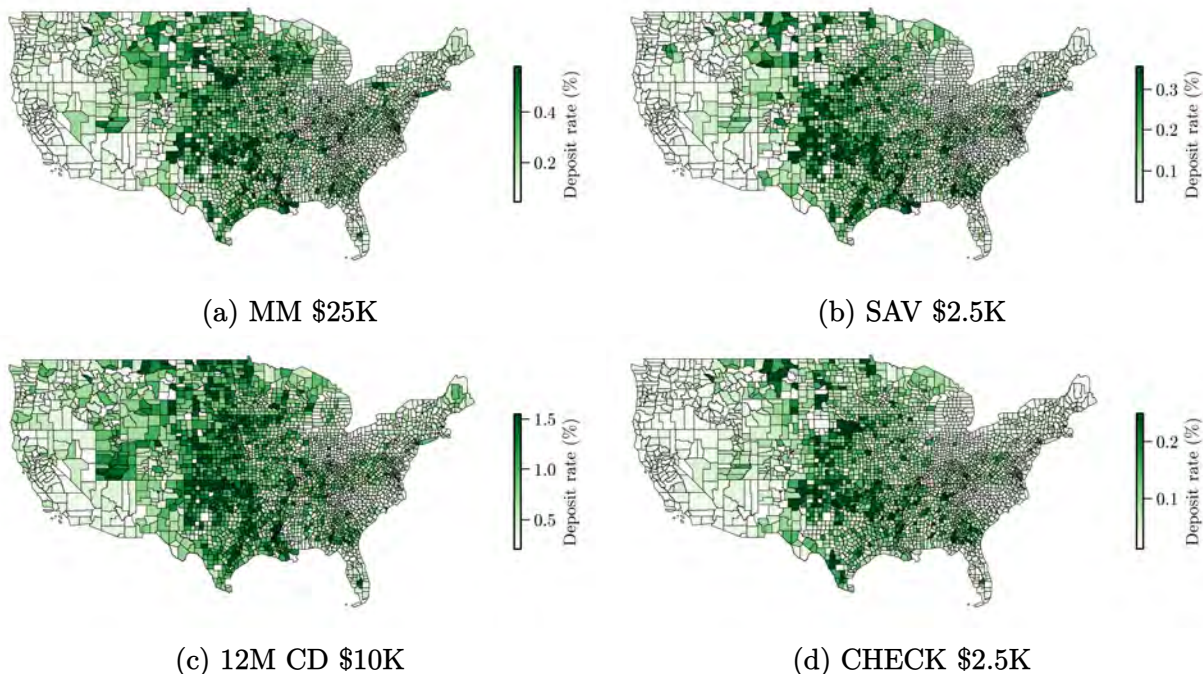 0.4
0.2
Deposit rate (%)
(a) MM $25K
0.3
0.2
0.1
Deposit rate (%)
(b) SAV $2.5K
1.5
1.0
0.5
Deposit rate (%)
(c) 12M CD $10K
0.2
0.1
Deposit rate (%)
(d) CHECK $2.5K